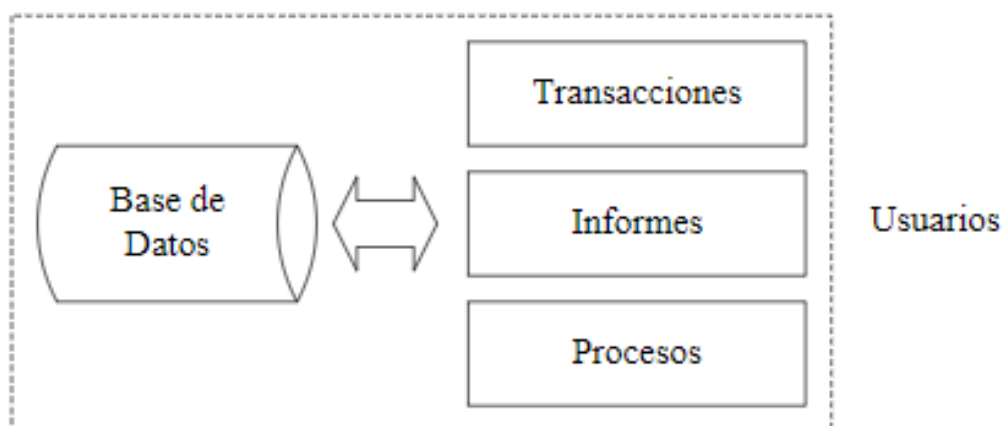 Transacciones
Base de
Datos
Informes
Usuarios
Procesos